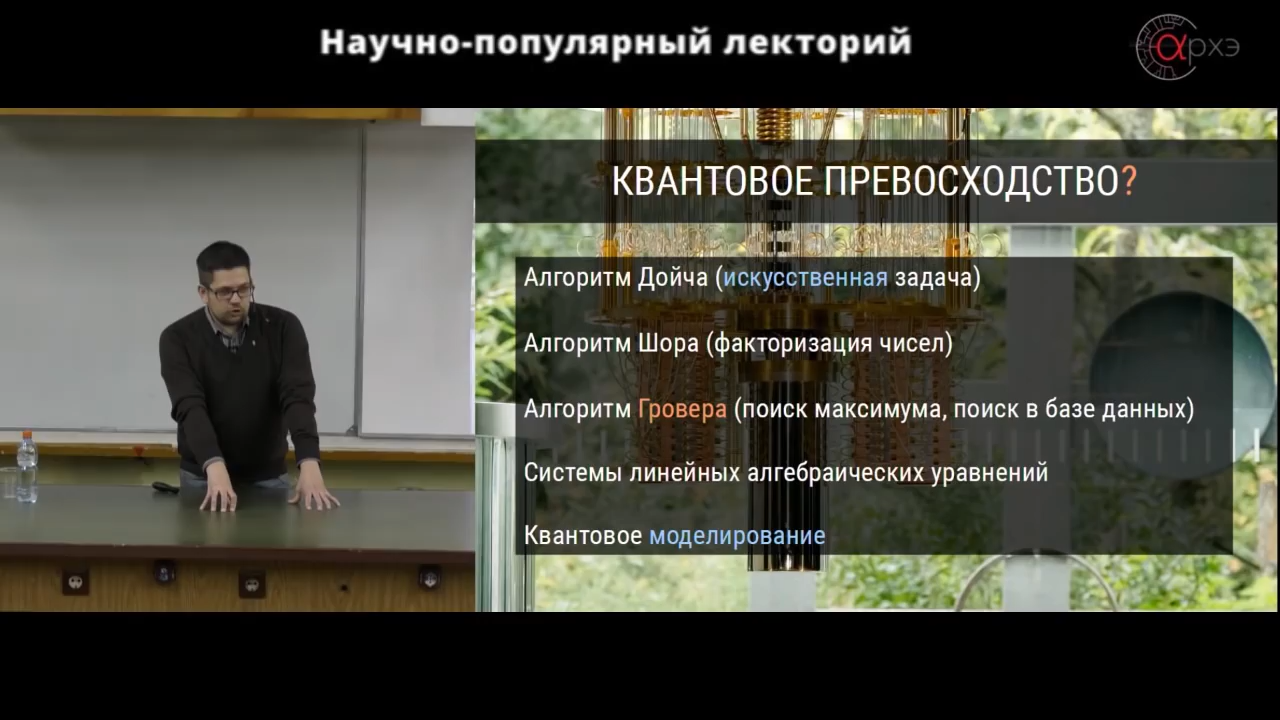 Научно-популярный лекторий
αрхэ
КВАНТОВОЕ ПРЕВОСХОДСТВО?
Алгоритм Дойча (искусственная задача)
Алгоритм Шора (факторизация чисел)
Алгоритм Гровера (поиск максимума, поиск в базе данных)
Системы линейных алгебраических уравнений
Квантовое моделирование